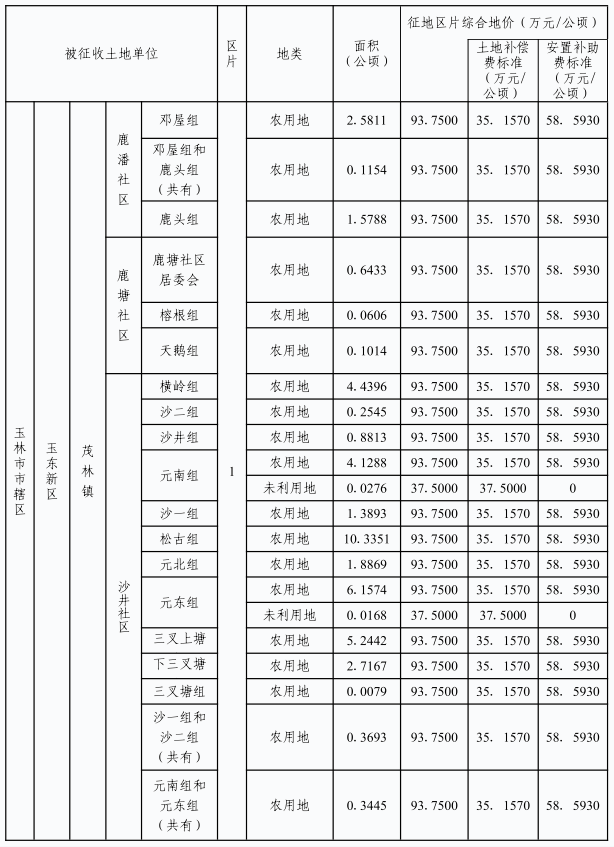 被征收土地单位 区片 地类 面积（公顷） 征地区片综合地价（万元/公顷）
土地补偿费标准（万元/公顷） 安置补助费标准（万元/公顷）
玉林市市辖区 玉东新区 茂林镇 1
鹿潘社区
邓屋组 农用地 2.5811 93.7500 35.1570 58.5930
邓屋组和鹿头组（共有） 农用地 0.1154 93.7500 35.1570 58.5930
鹿头组 农用地 1.5788 93.7500 35.1570 58.5930
鹿塘社区
鹿塘社区居委会 农用地 0.6433 93.7500 35.1570 58.5930
榕根组 农用地 0.0606 93.7500 35.1570 58.5930
天鹅组 农用地 0.1014 93.7500 35.1570 58.5930
沙井社区
横岭组 农用地 4.4396 93.7500 35.1570 58.5930
沙二组 农用地 0.2545 93.7500 35.1570 58.5930
沙井组 农用地 0.8813 93.7500 35.1570 58.5930
元南组 农用地 4.1288 93.7500 35.1570 58.5930
未利用地 0.0276 37.5000 37.5000 0
沙一组 农用地 1.3893 93.7500 35.1570 58.5930
松古组 农用地 10.3351 93.7500 35.1570 58.5930
元北组 农用地 1.8869 93.7500 35.1570 58.5930
元东组 农用地 6.1574 93.7500 35.1570 58.5930
未利用地 0.0168 37.5000 37.5000 0
三叉上塘 农用地 5.2442 93.7500 35.1570 58.5930
下三叉塘 农用地 2.7167 93.7500 35.1570 58.5930
三叉塘组 农用地 0.0079 93.7500 35.1570 58.5930
沙一组和沙二组（共有） 农用地 0.3693 93.7500 35.1570 58.5930
元南组和元东组（共有） 农用地 0.3445 93.7500 35.1570 58.5930